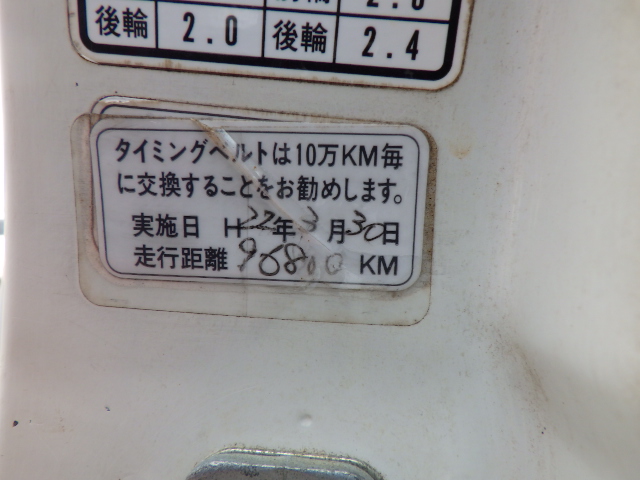 後輪 2.0 後輪 2.4
タイミングベルトは10万KM毎
に交換することをお勧めします。
実施日 H22年3月30日
走行距離 96800 KM